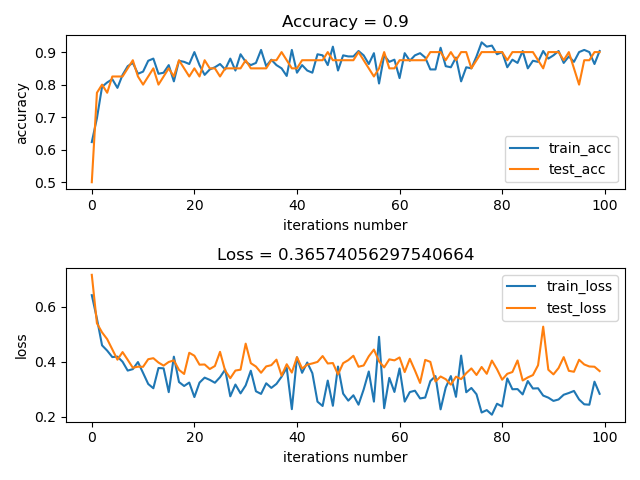 Accuracy = 0.9
accuracy
0.9
0.8
0.7
0.6
0.5
train_acc
test_acc
0 20 40 60 80 100
iterations number
Loss = 0.36574056297540664
loss
0.6
0.4
0.2
train_loss
test_loss
0 20 40 60 80 100
iterations number